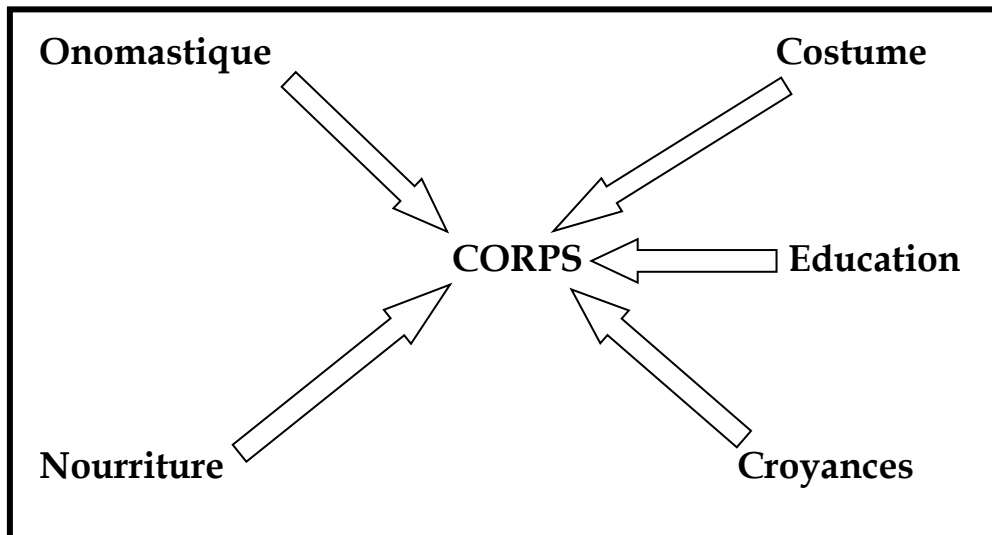 Onomastique
Costume
CORPS
Education
Nourriture
Croyances